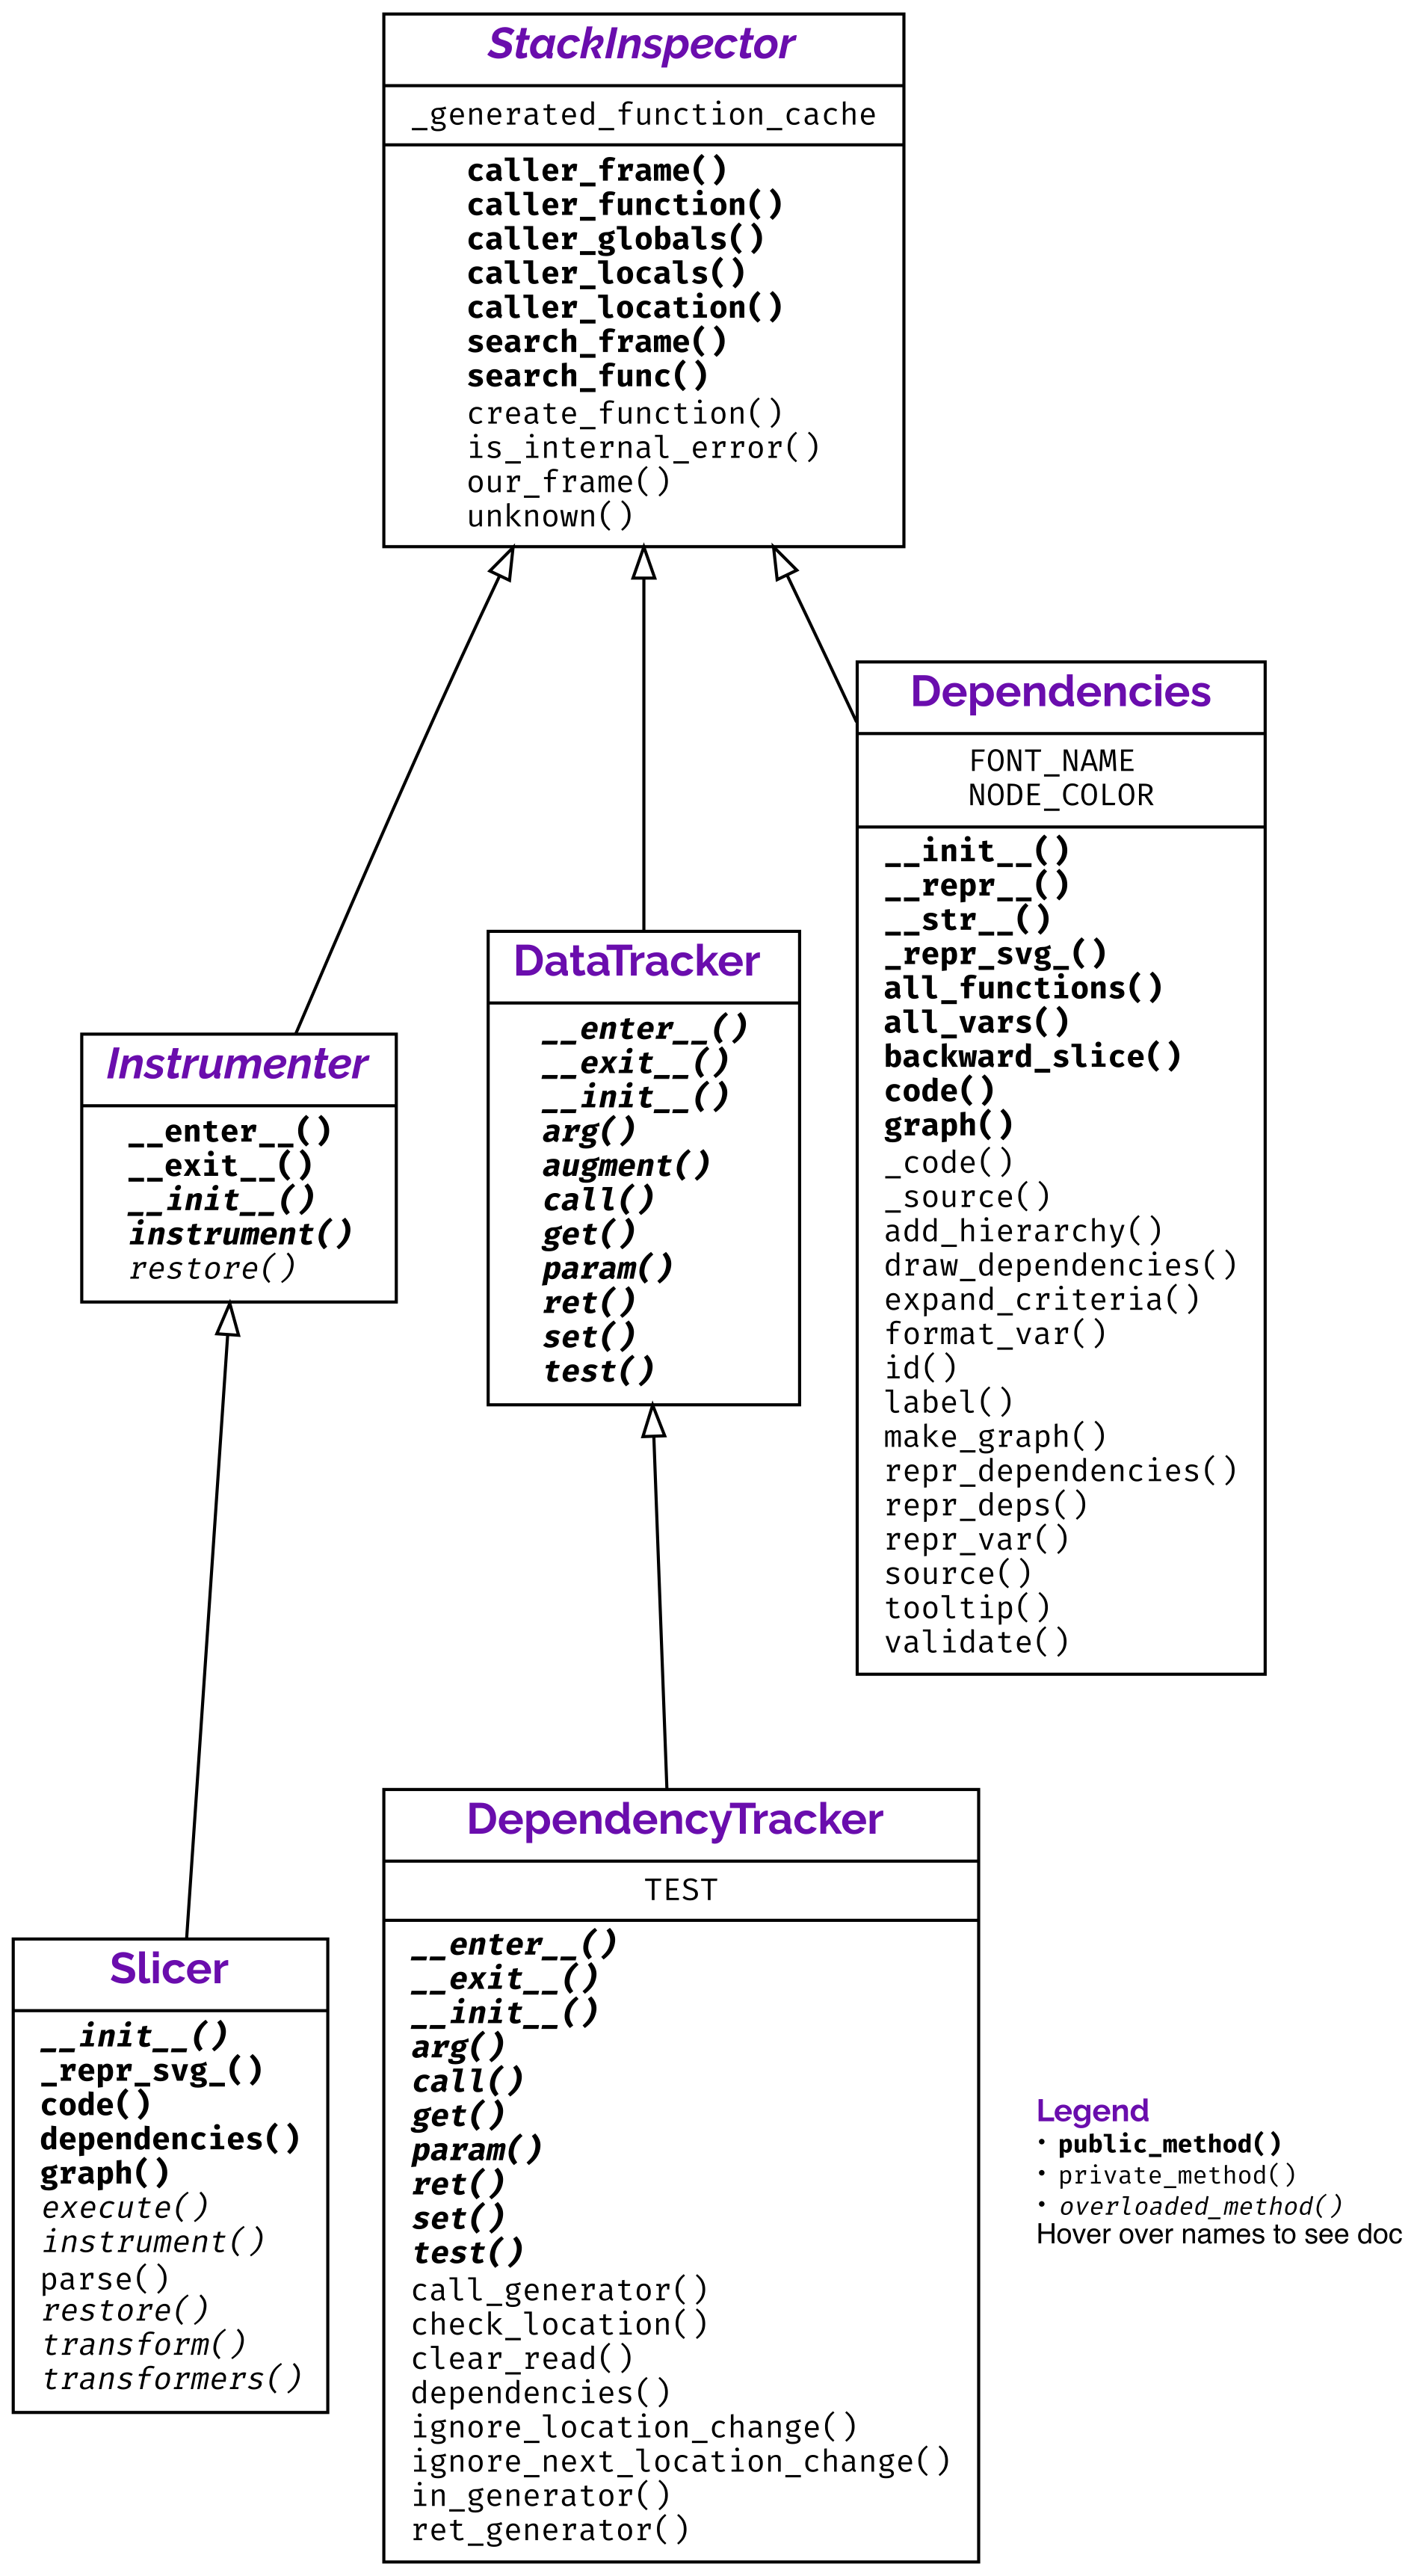 StackInspector
_generated_function_cache
caller_frame()
caller_function()
caller_globals()
caller_locals()
caller_location()
search_frame()
search_func()
create_function()
is_internal_error()
our_frame()
unknown()
Dependencies
FONT_NAME
NODE_COLOR
__init__()
__repr__()
__str__()
_repr_svg_()
all_functions()
all_vars()
backward_slice()
code()
graph()
_code()
_source()
add_hierarchy()
draw_dependencies()
expand_criteria()
format_var()
id()
label()
make_graph()
repr_dependencies()
repr_deps()
repr_var()
source()
tooltip()
validate()
DataTracker
__enter__()
__exit__()
__init__()
arg()
augment()
call()
get()
param()
ret()
set()
test()
Instrumenter
__enter__()
__exit__()
__init__()
instrument()
restore()
DependencyTracker
TEST
__enter__()
__exit__()
__init__()
arg()
call()
get()
param()
ret()
set()
test()
call_generator()
check_location()
clear_read()
dependencies()
ignore_location_change()
ignore_next_location_change()
in_generator()
ret_generator()
Slicer
__init__()
_repr_svg_()
code()
dependencies()
graph()
execute()
instrument()
parse()
restore()
transform()
transformers()
Legend
• public_method()
• private_method()
• overloaded_method()
Hover over names to see doc